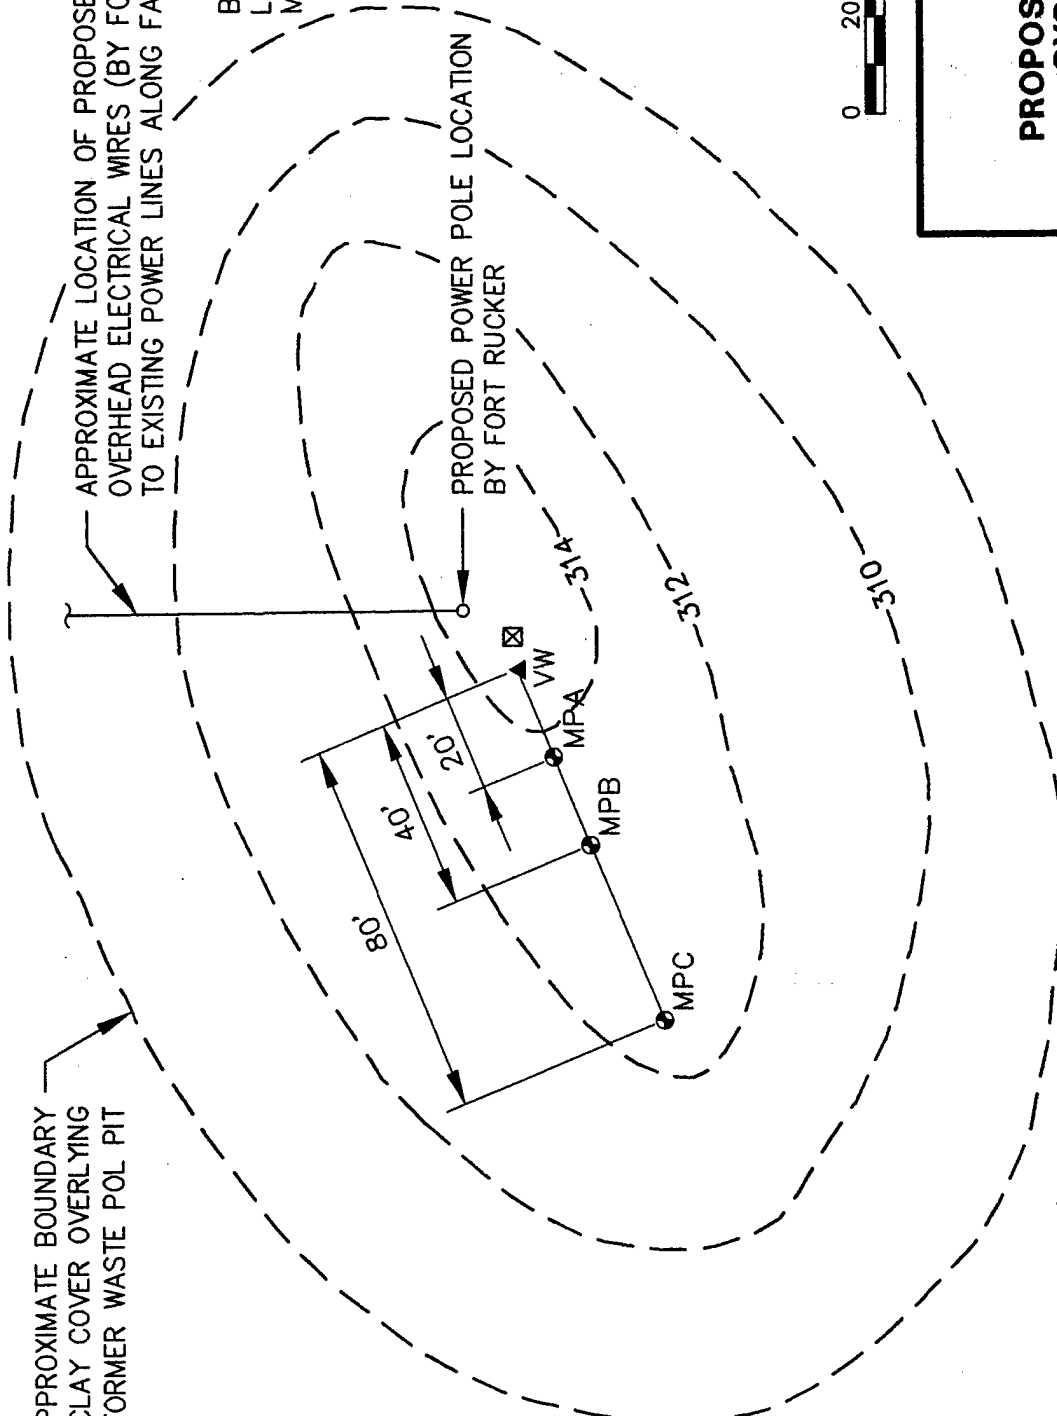 PPROXIMATE BOUNDARY
CLAY COVER OVERLYING
FORMER WASTE POL PIT
APPROXIMATE LOCATION OF PROPOSE
OVERHEAD ELECTRICAL WIRES (BY FO
TO EXISTING POWER LINES ALONG FA
B
L
M
PROPOSED POWER POLE LOCATION
BY FORT RUCKER
80'
40'
20'
VW
MPA
MPB
MPC
314
312
310
0 20
PROPOS